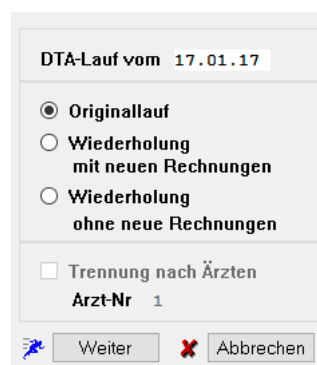 DTA-Lauf vom 17.01.17
Originallauf
Wiederholung
mit neuen Rechnungen
Wiederholung
ohne neue Rechnungen
Trennung nach Ärzten
Arzt-Nr 1
Weiter Abbrechen